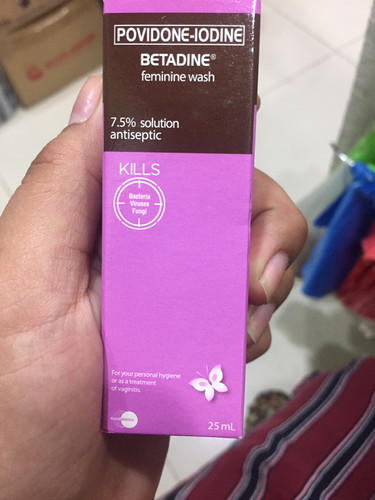 POVIDONE-IODINE
BETADINE®
feminine wash
7.5% solution
antiseptic
KILLS
Bacteria
Viruses
Fungi
For your personal hygiene
or as a treatment
of vaginitis.
25 mL